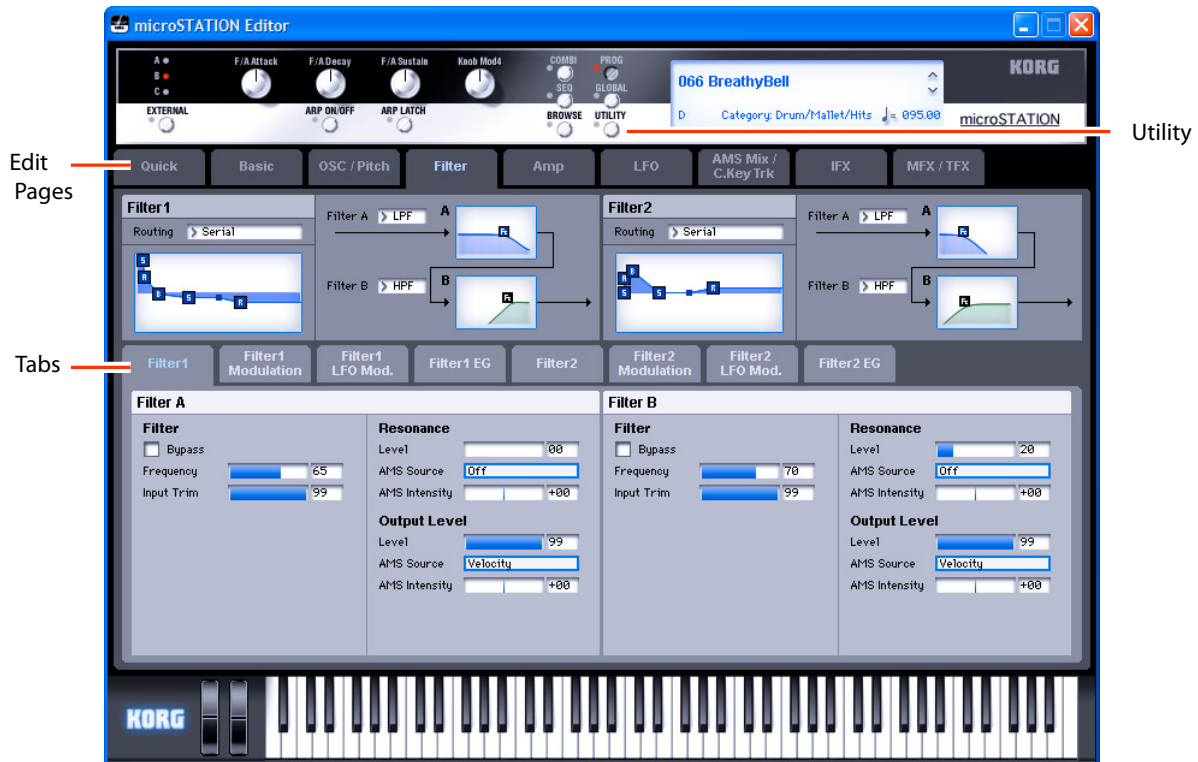 microSTATION Editor
A
B
C
F/A Attack
F/A Decay
F/A Sustain
Knob Mod4
COMBI
PROG
SEQ
GLOBAL
EXTERNAL
ARP ON/OFF
ARP LATCH
BROWSE
UTILITY
066 BreathyBell
D Category: Drum/Mallet/Hits ♩= 095.00
KORG
microSTATION
Utility
Edit
Pages
Quick
Basic
OSC / Pitch
Filter
Amp
LFO
AMS Mix /
C.Key Trk
IFX
MFX / TFX
Filter1
Routing > Serial
S
A
B
S
R
Filter A > LPF
A
Fc
Filter B > HPF
B
Fc
Filter2
Routing > Serial
A
B
S
S
R
Filter A > LPF
A
Fc
Filter B > HPF
B
Fc
Tabs
Filter1
Filter1
Modulation
Filter1
LFO Mod.
Filter1 EG
Filter2
Filter2
Modulation
Filter2
LFO Mod.
Filter2 EG
Filter A
Filter
Bypass
Frequency 65
Input Trim 99
Resonance
Level 00
AMS Source Off
AMS Intensity +00
Output Level
Level 99
AMS Source Velocity
AMS Intensity +00
Filter B
Filter
Bypass
Frequency 70
Input Trim 99
Resonance
Level 20
AMS Source Off
AMS Intensity +00
Output Level
Level 99
AMS Source Velocity
AMS Intensity +00
KORG